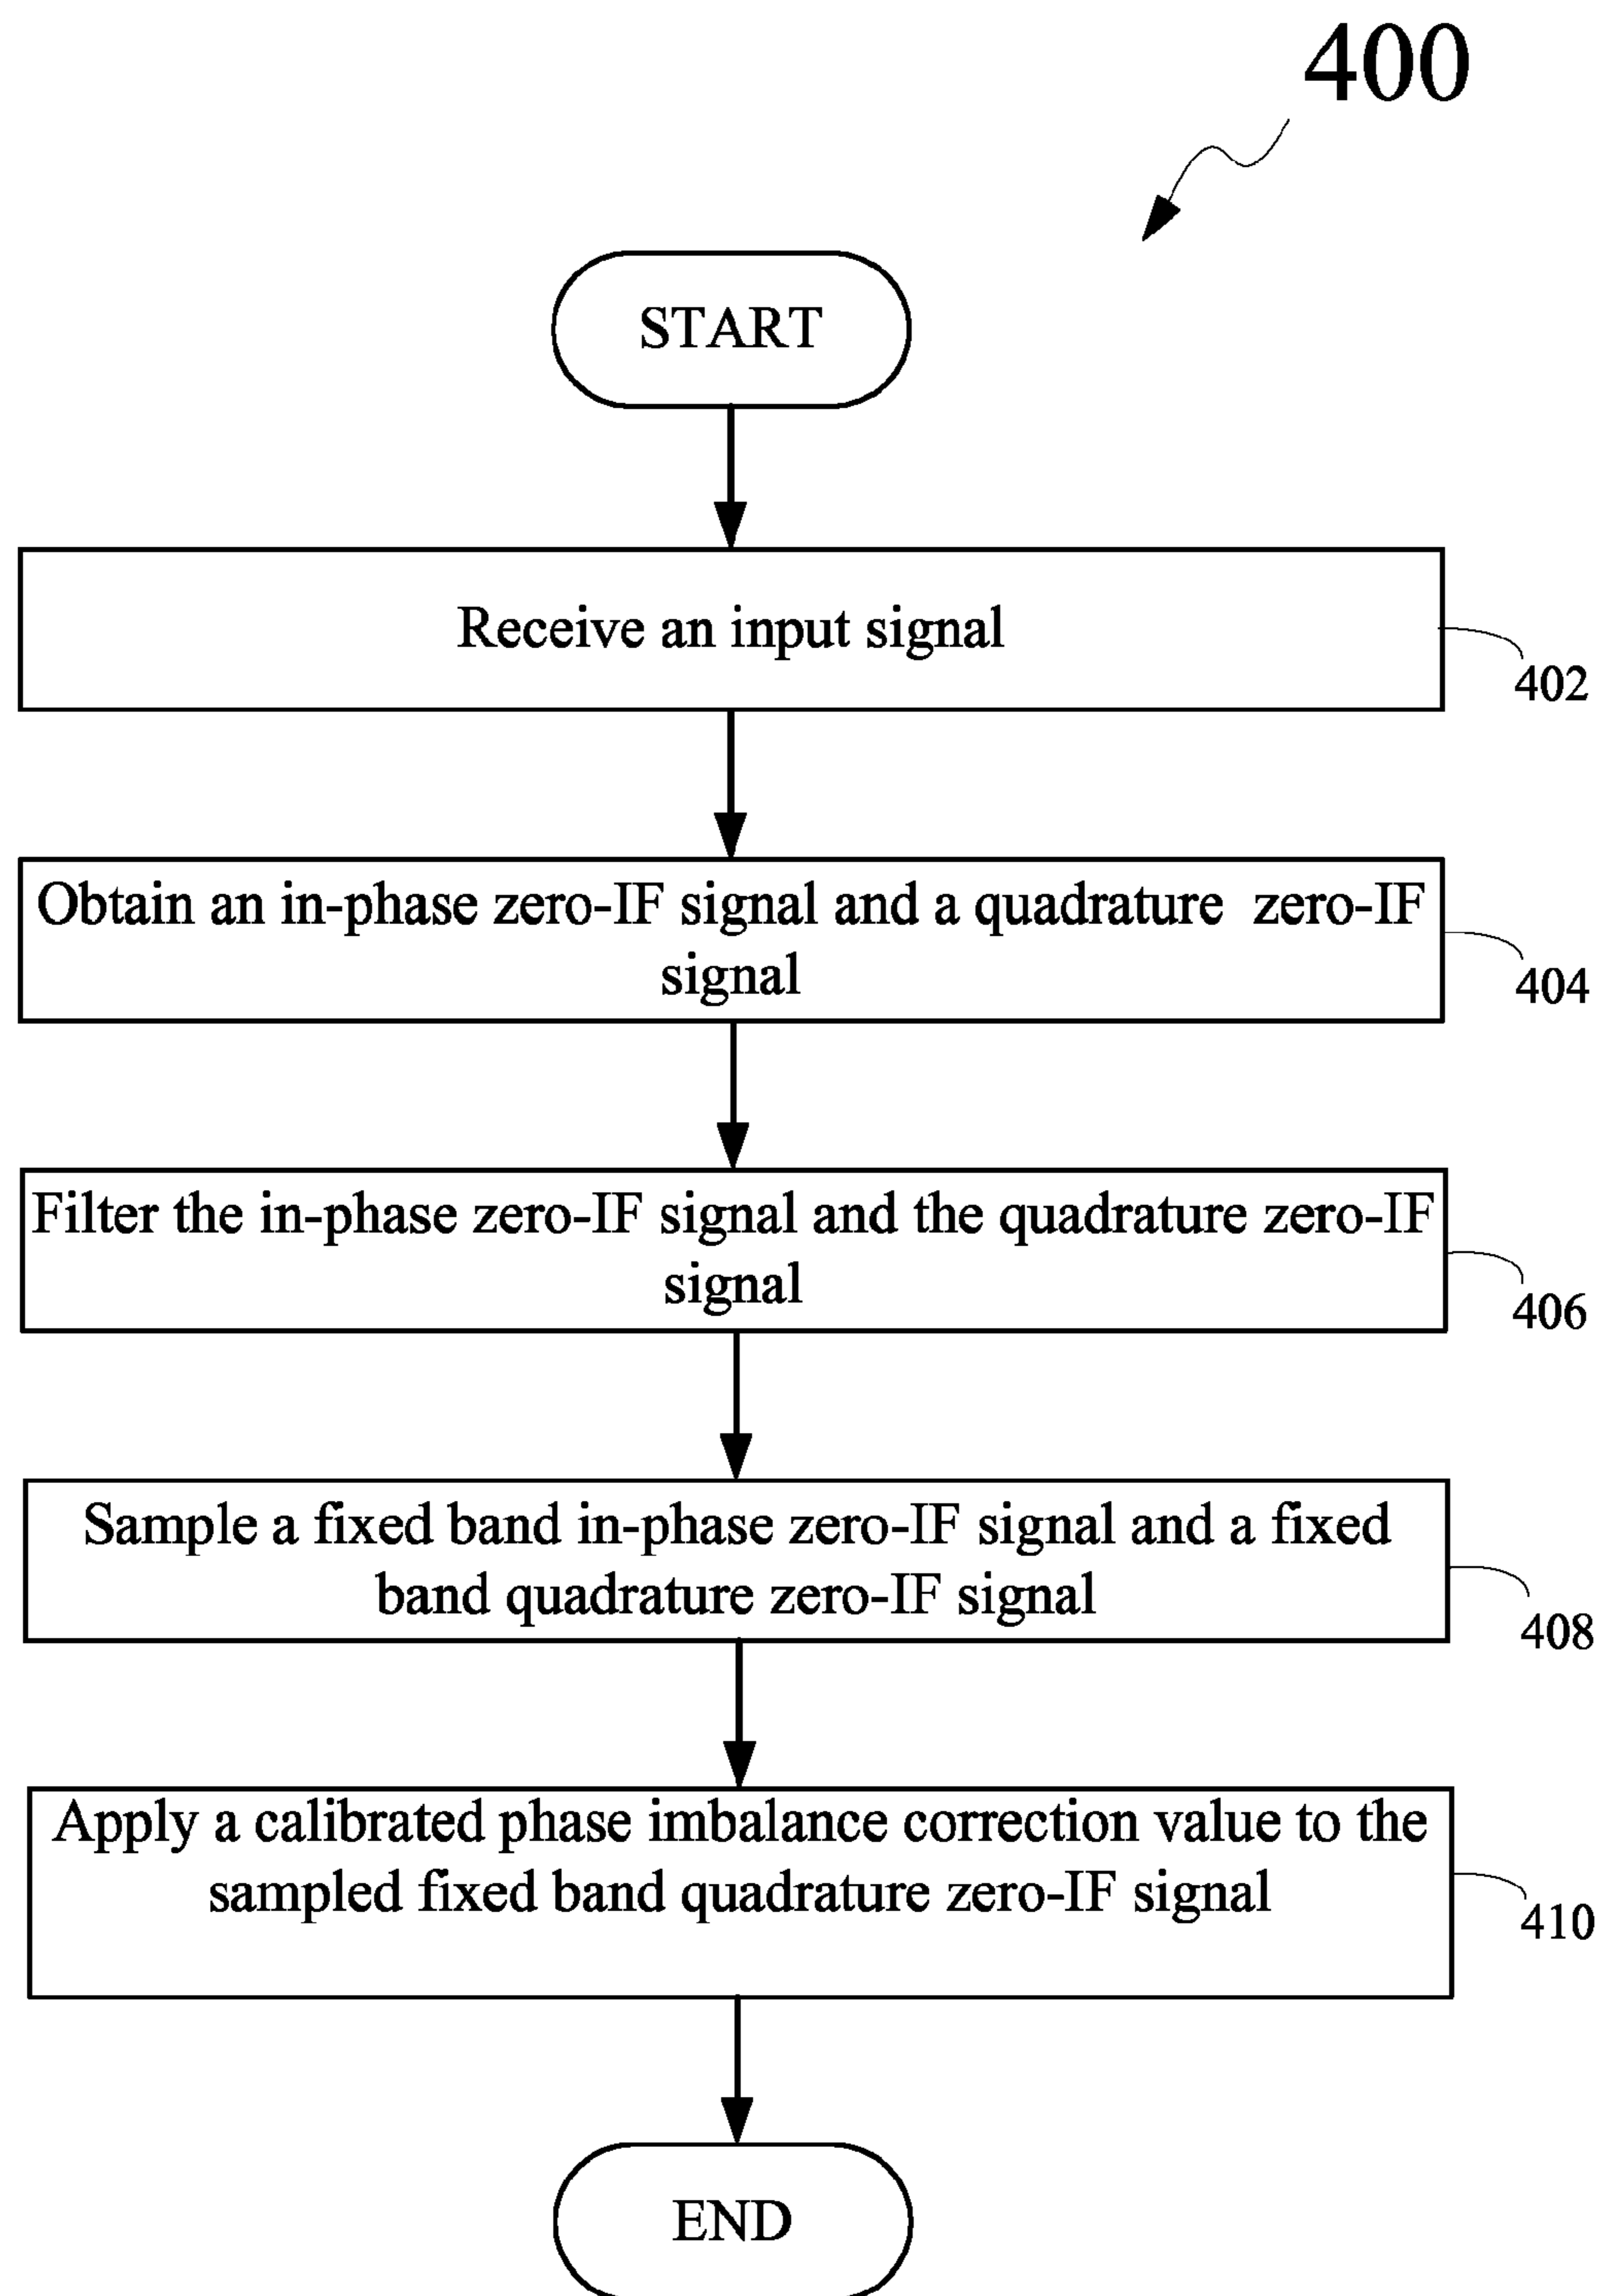 400
START
Receive an input signal
402
Obtain an in-phase zero-IF signal and a quadrature zero-IF
signal
404
Filter the in-phase zero-IF signal and the quadrature zero-IF
signal
406
Sample a fixed band in-phase zero-IF signal and a fixed
band quadrature zero-IF signal
408
Apply a calibrated phase imbalance correction value to the
sampled fixed band quadrature zero-IF signal
410
END